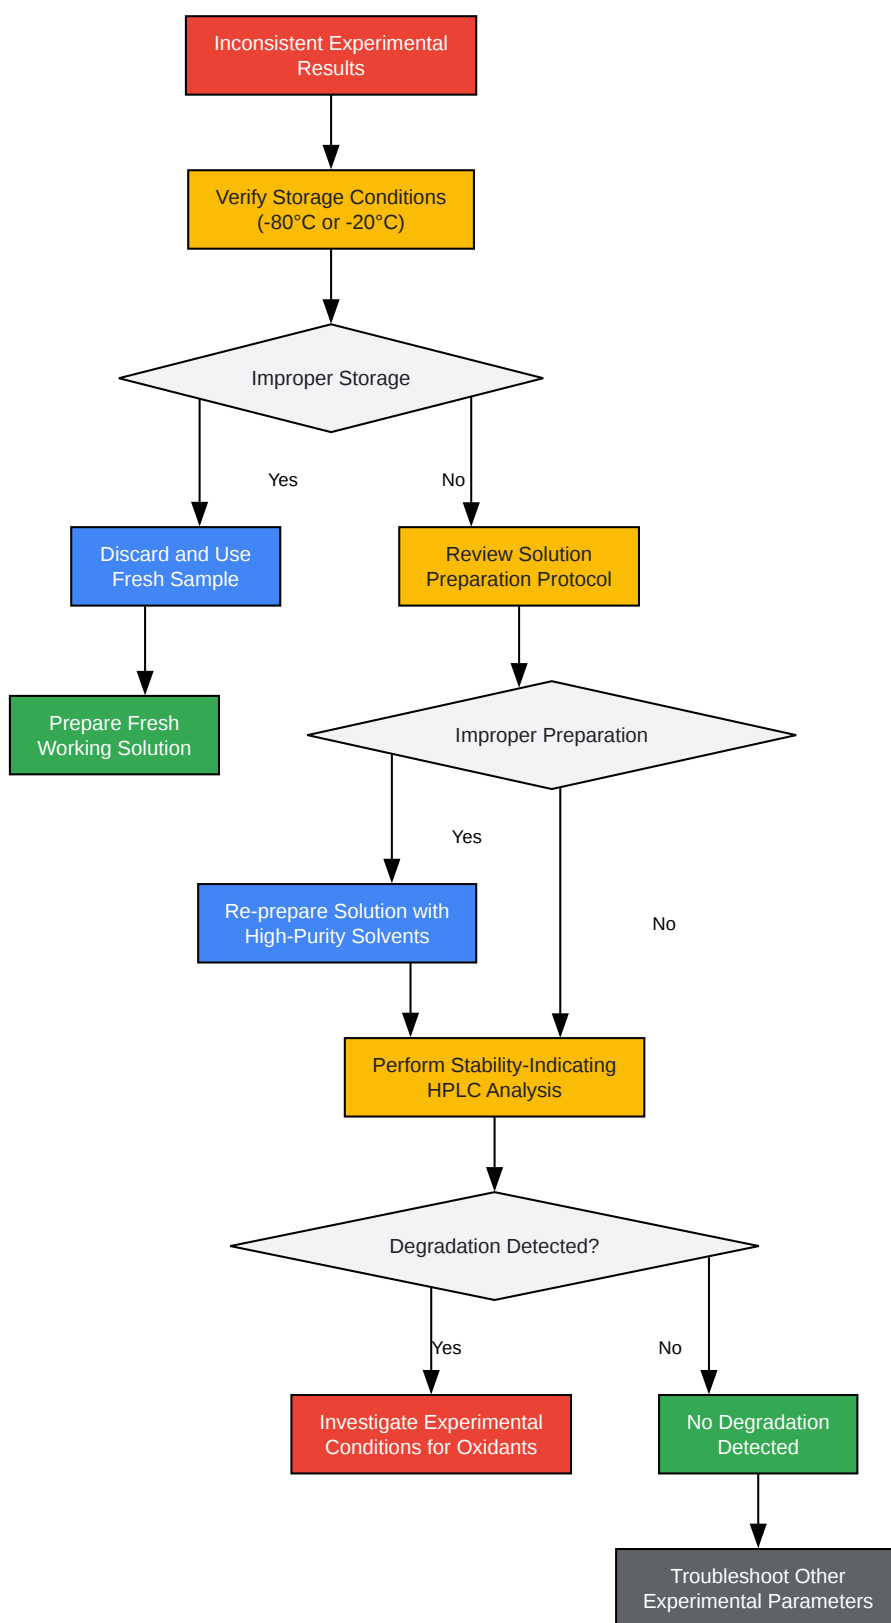 Inconsistent Experimental
Results
Verify Storage Conditions
(-80°C or -20°C)
Improper Storage
Yes
No
Discard and Use
Fresh Sample
Review Solution
Preparation Protocol
Prepare Fresh
Working Solution
Improper Preparation
Yes
Re-prepare Solution with
High-Purity Solvents
No
Perform Stability-Indicating
HPLC Analysis
Degradation Detected?
Yes
No
Investigate Experimental
Conditions for Oxidants
No Degradation
Detected
Troubleshoot Other
Experimental Parameters